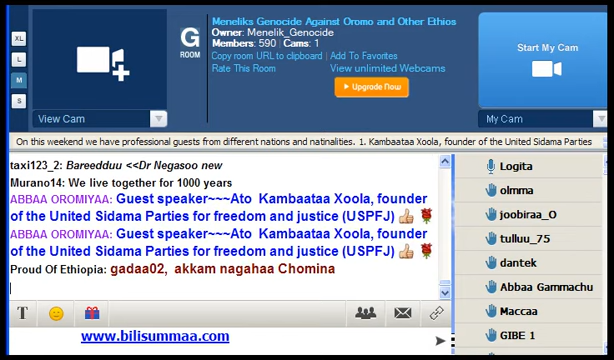 XL
L
M
S
View Cam
G
ROOM
Meneliks Genocide Against Oromo and Other Ethios
Owner: Menelik_Genocide
Members: 590 | Cams: 1
Copy room URL to clipboard | Add To Favorites
Rate This Room View unlimited Webcams
Upgrade Now
Start My Cam
My Cam
On this weekend we have professional guests from different nations and natinalities. 1. Kambaataa Xoola, founder of the United Sidama Parties
taxi123_2: Bareedduu <<Dr Negasoo new
Murano14: We live together for 1000 years
ABBAA OROMIYAA: Guest speaker~~~Ato Kambaataa Xoola, founder
of the United Sidama Parties for freedom and justice (USPFJ)
ABBAA OROMIYAA: Guest speaker~~~Ato Kambaataa Xoola, founder
of the United Sidama Parties for freedom and justice (USPFJ)
Proud Of Ethiopia: gadaa02, akkam nagahaa Chomina
Logita
olmma
joobiraa_O
tulluu_75
dantek
Abbaa Gammachu
Maccaa
GIBE 1
T
www.bilisummaa.com